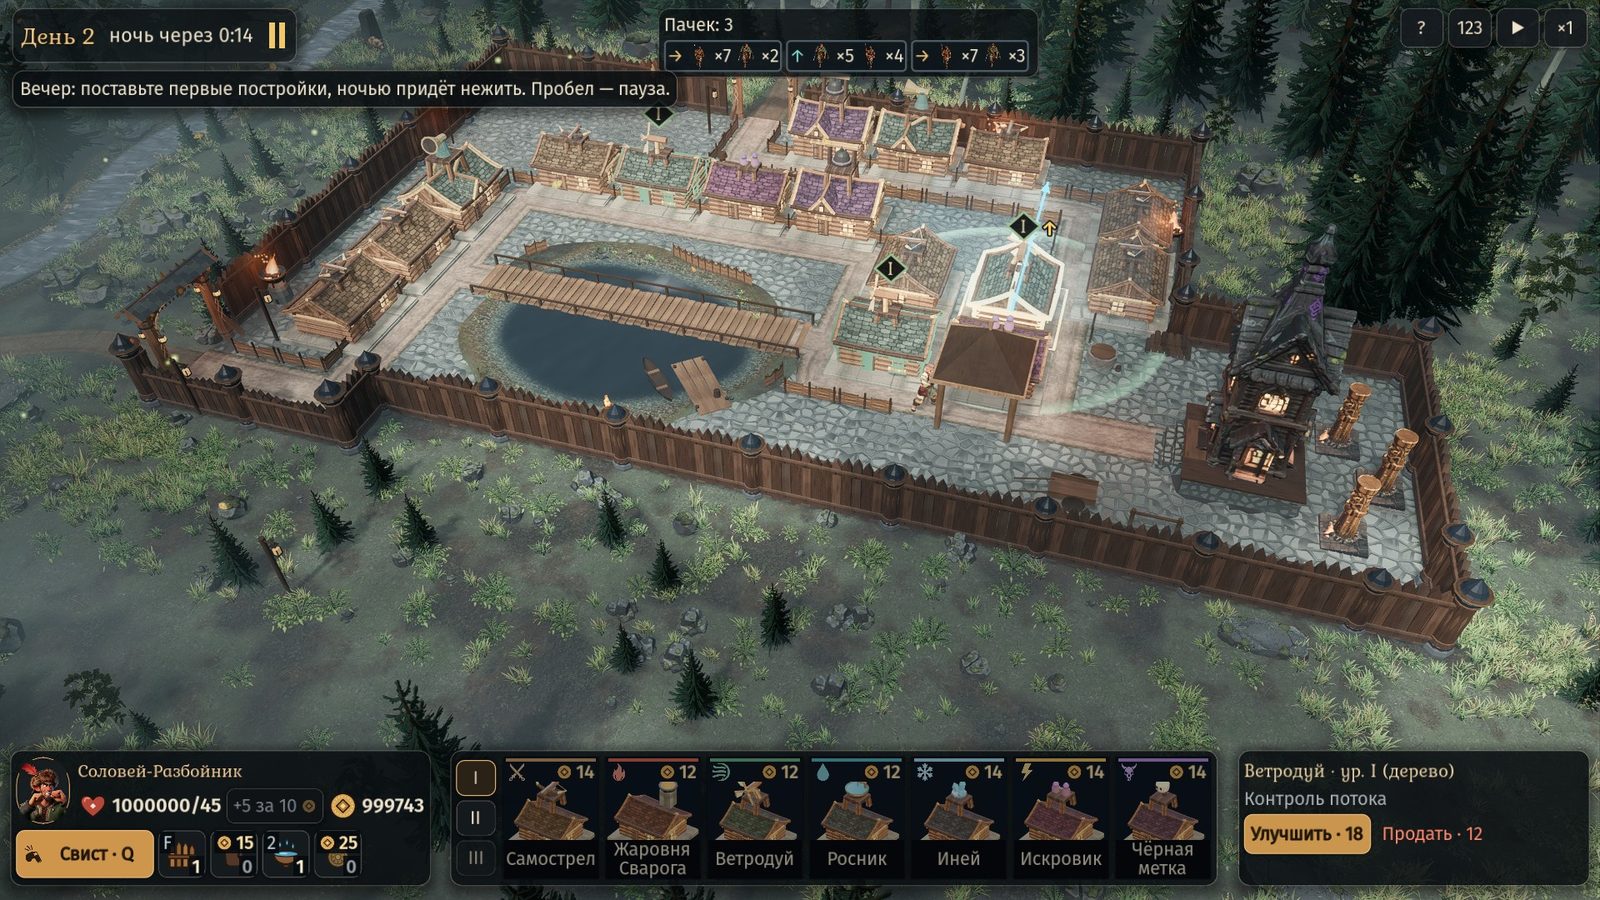 День 2 ночь через 0:14
Пачек: 3
×7 ×2 ×5 ×4 ×7 ×3
? 123 ×1
Вечер: поставьте первые постройки, ночью придёт нежить. Пробел — пауза.
I
I
I
Соловей-Разбойник
1000000/45 +5 за 10 999743
Свист · Q
F 1
15 0
2 1
25 0
I
II
III
14 12 12 12 14 14 14
Самострел
Жаровня Сварога
Ветродуй
Росник
Иней
Искровик
Чёрная метка
Ветродуй · ур. I (дерево)
Контроль потока
Улучшить · 18 Продать · 12